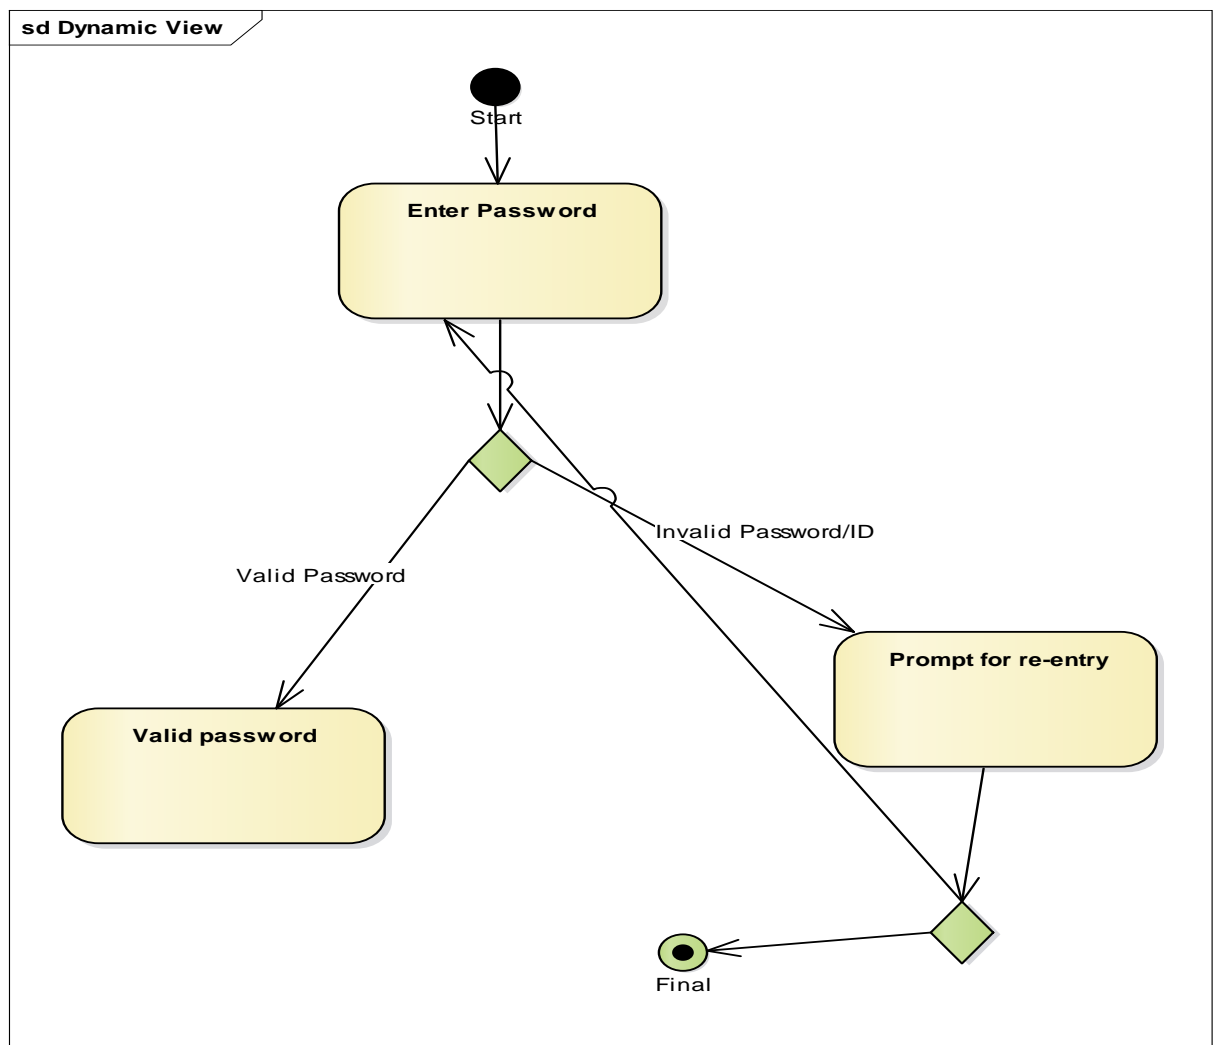 sd Dynamic View
Start
Enter Password
Invalid Password/ID
Valid Password
Prompt for re-entry
Valid password
Final